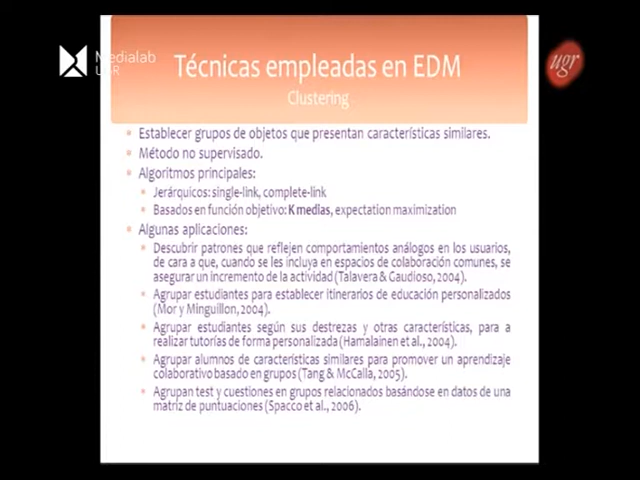 Medialab
UGR
ugr
Técnicas empleadas en EDM
Clustering
Establecer grupos de objetos que presentan características similares.
Método no supervisado.
Algoritmos principales:
Jerárquicos: single-link, complete-link
Basados en función objetivo: K medias, expectation maximization
Algunas aplicaciones:
Descubrir patrones que reflejen comportamientos análogos en los usuarios,
de cara a que, cuando se les incluya en espacios de colaboración comunes, se
asegurar un incremento de la actividad (Talavera & Gaudioso, 2004).
Agrupar estudiantes para establecer itinerarios de educación personalizados
(Mor y Minguillon, 2004).
Agrupar estudiantes según sus destrezas y otras características, para a
realizar tutorías de forma personalizada (Hamalainen et al., 2004).
Agrupar alumnos de características similares para promover un aprendizaje
colaborativo basado en grupos (Tang & McCalla, 2005).
Agrupan test y cuestiones en grupos relacionados basándose en datos de una
matriz de puntuaciones (Spacco et al., 2006).